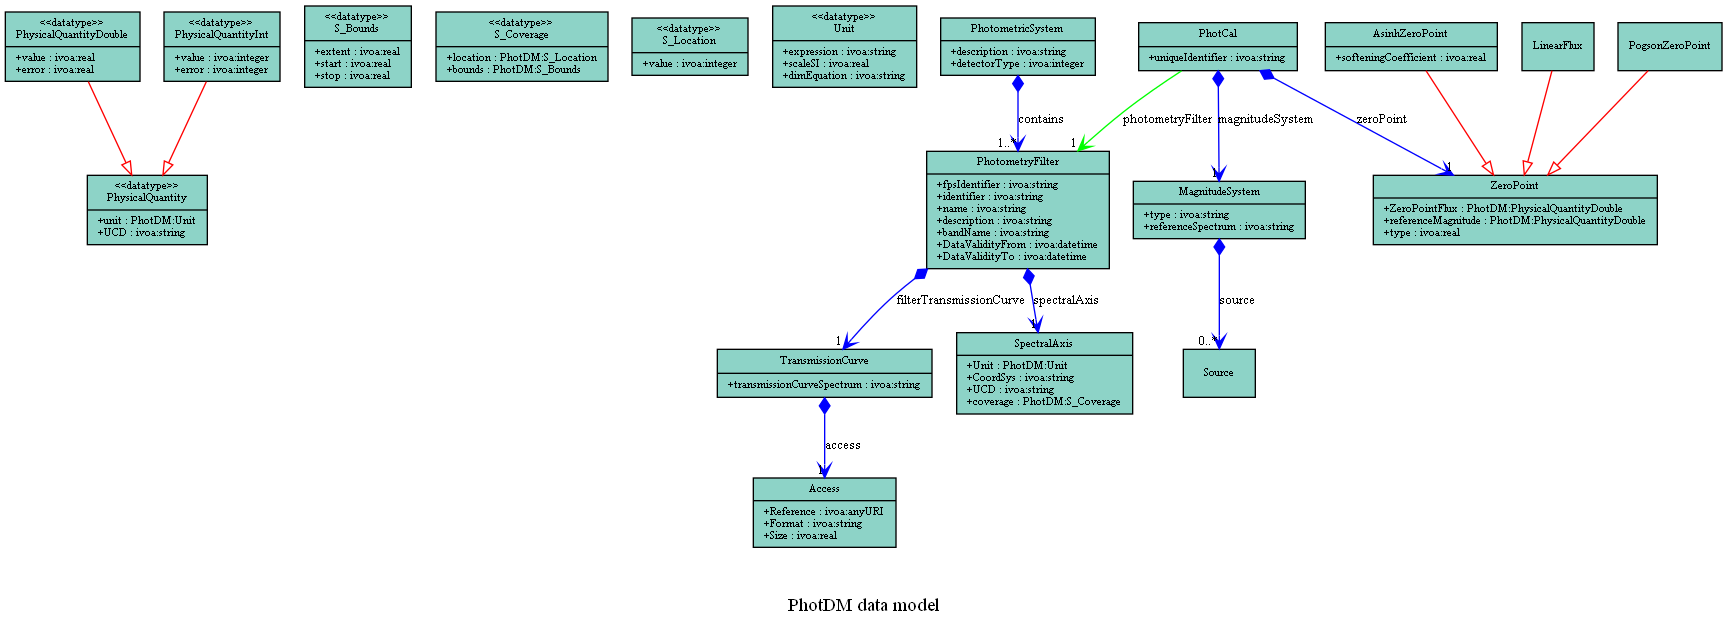 <<datatype>>
PhysicalQuantityDouble
+value : ivoa:real
+error : ivoa:real
<<datatype>>
PhysicalQuantityInt
+value : ivoa:integer
+error : ivoa:integer
<<datatype>>
S_Bounds
+extent : ivoa:real
+start : ivoa:real
+stop : ivoa:real
<<datatype>>
S_Coverage
+location : PhotDM:S_Location
+bounds : PhotDM:S_Bounds
<<datatype>>
S_Location
+value : ivoa:integer
<<datatype>>
Unit
+expression : ivoa:string
+scaleSI : ivoa:real
+dimEquation : ivoa:string
PhotometricSystem
+description : ivoa:string
+detectorType : ivoa:integer
PhotCal
+uniqueIdentifier : ivoa:string
AsinhZeroPoint
+softeningCoefficient : ivoa:real
LinearFlux
PogsonZeroPoint
contains
1..*
photometryFilter
1
magnitudeSystem
1
zeroPoint
1
<<datatype>>
PhysicalQuantity
+unit : PhotDM:Unit
+UCD : ivoa:string
PhotometryFilter
+fpsIdentifier : ivoa:string
+identifier : ivoa:string
+name : ivoa:string
+description : ivoa:string
+bandName : ivoa:string
+DataValidityFrom : ivoa:datetime
+DataValidityTo : ivoa:datetime
MagnitudeSystem
+type : ivoa:string
+referenceSpectrum : ivoa:string
ZeroPoint
+ZeroPointFlux : PhotDM:PhysicalQuantityDouble
+referenceMagnitude : PhotDM:PhysicalQuantityDouble
+type : ivoa:real
filterTransmissionCurve
1
spectralAxis
1
source
0..*
TransmissionCurve
+transmissionCurveSpectrum : ivoa:string
SpectralAxis
+Unit : PhotDM:Unit
+CoordSys : ivoa:string
+UCD : ivoa:string
+coverage : PhotDM:S_Coverage
Source
access
1
Access
+Reference : ivoa:anyURI
+Format : ivoa:string
+Size : ivoa:real
PhotDM data model